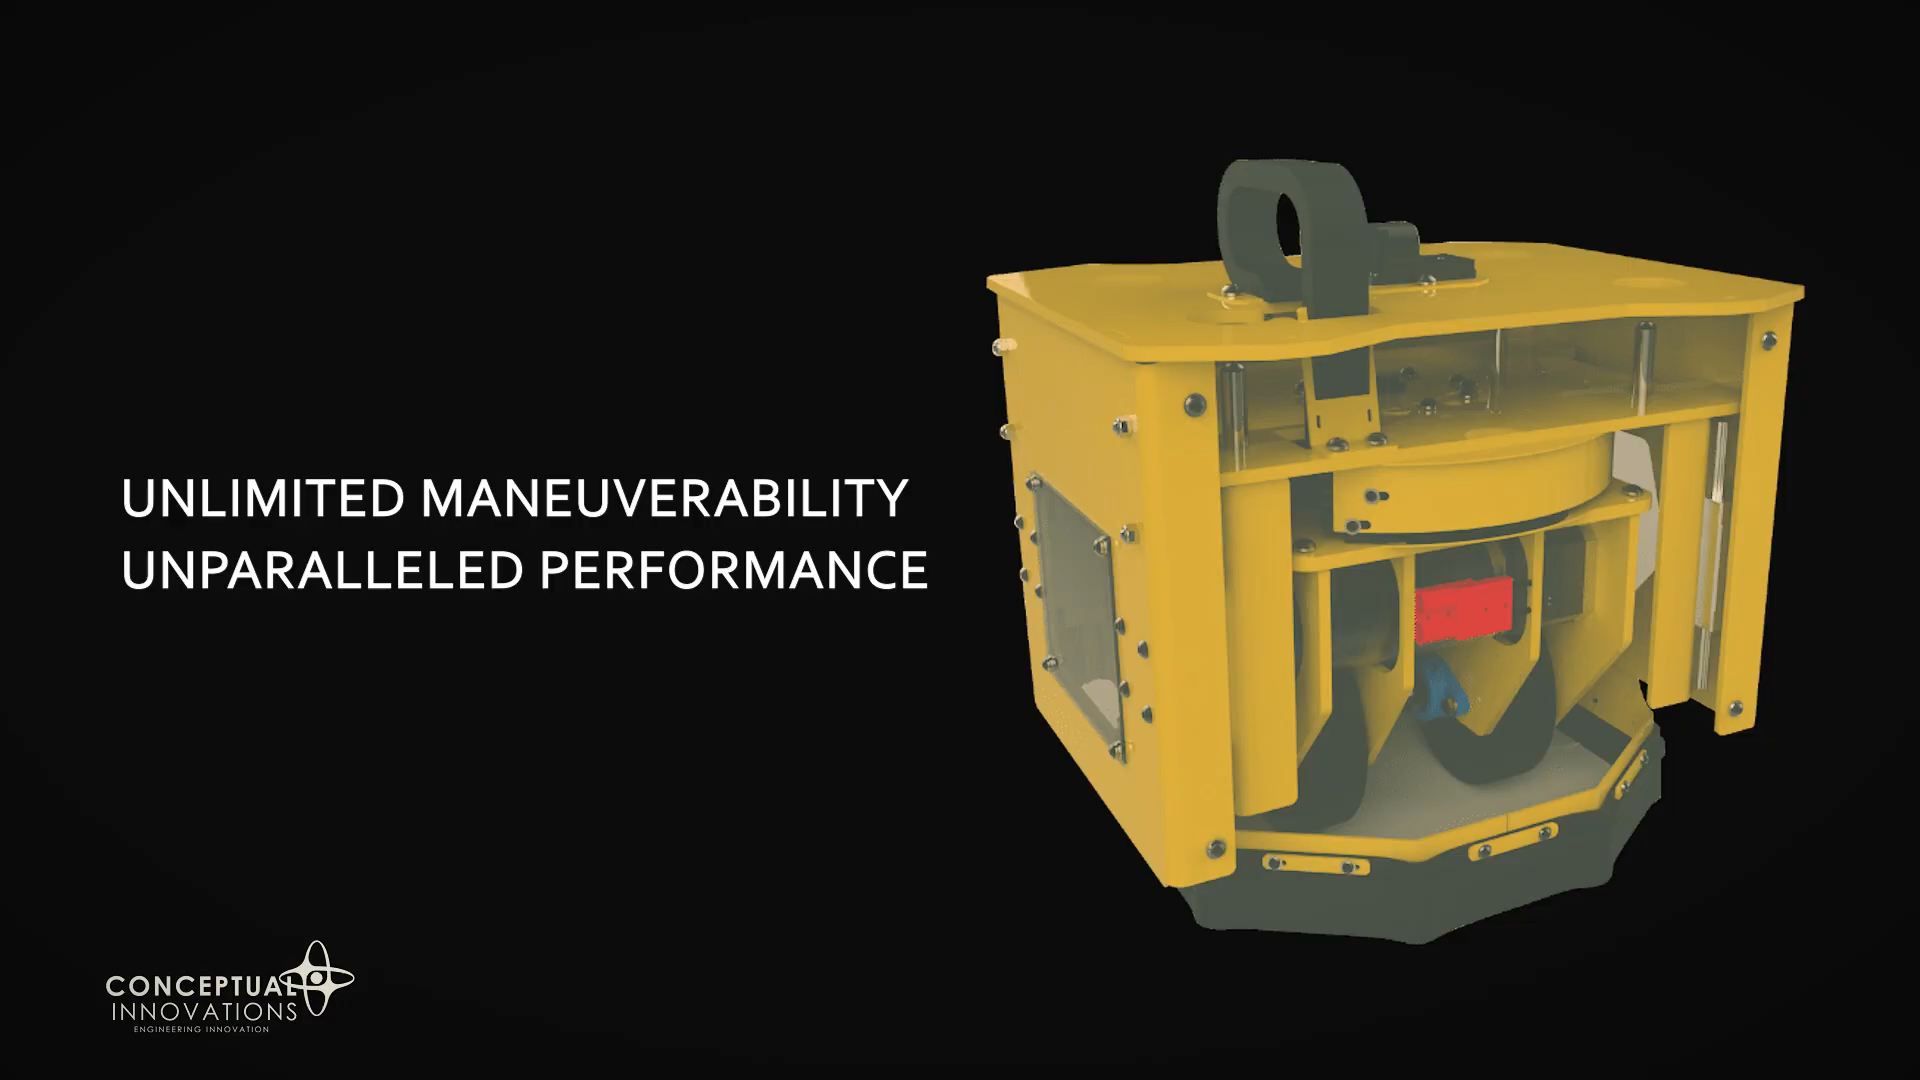 UNLIMITED MANEUVERABILITY
UNPARALLELED PERFORMANCE
CONCEPTUAL
INNOVATIONS
ENGINEERING INNOVATION